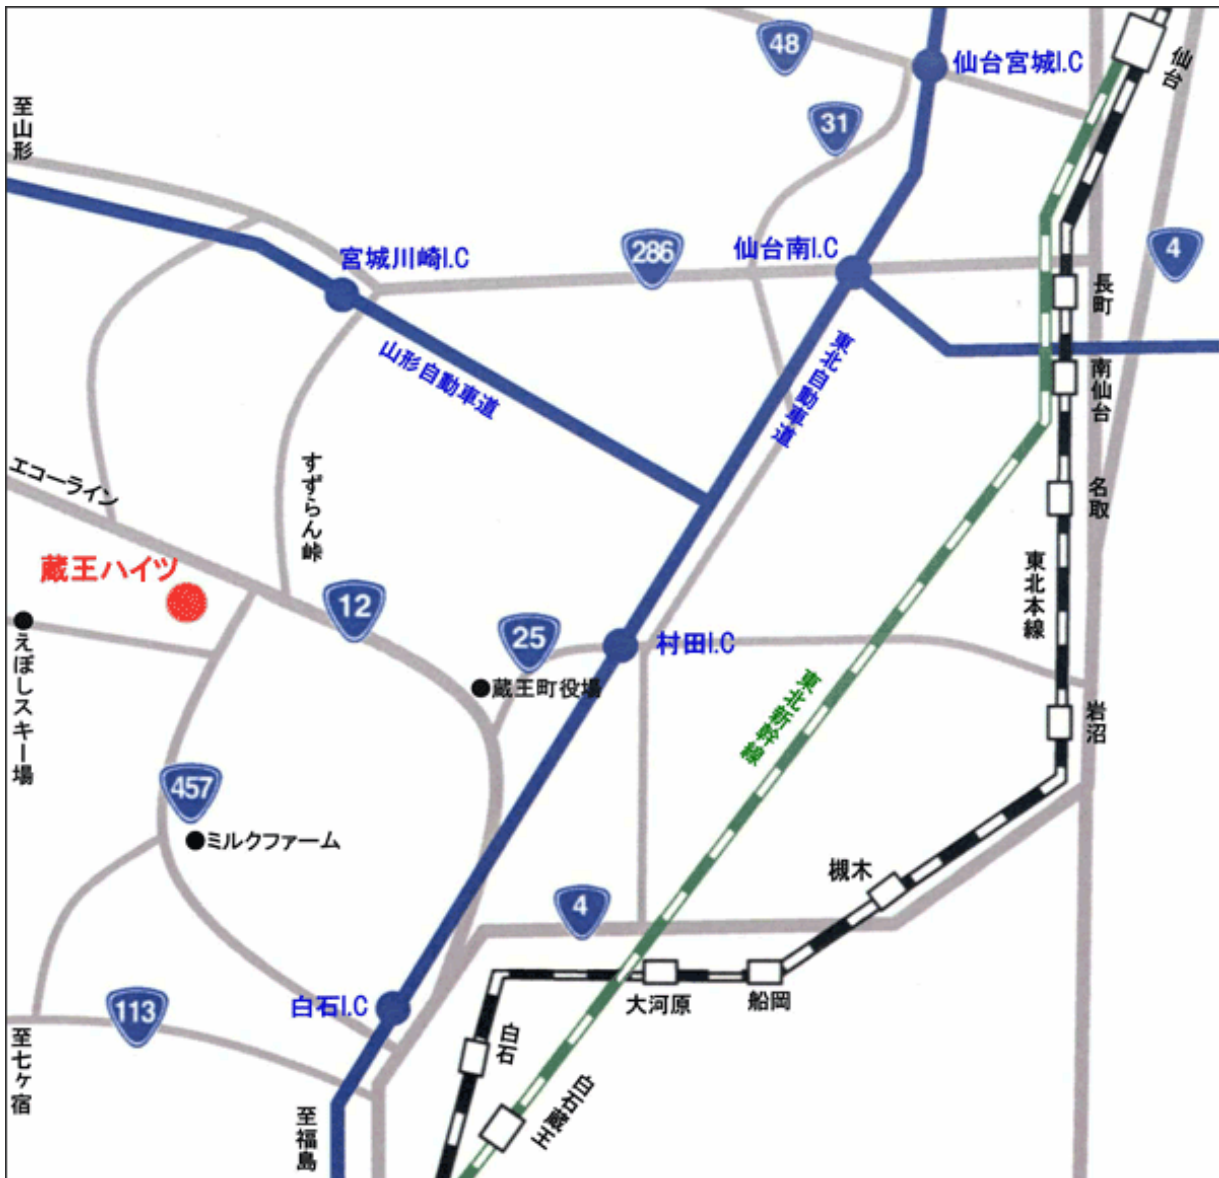 48
仙台宮城I.C
仙台
至山形
31
宮城川崎I.C
286
仙台南I.C
4
長町
山形自動車道
東北自動車道
南仙台
エコーライン
すずらん峠
名取
蔵王ハイツ
12
東北本線
えぼしスキー場
25
村田I.C
蔵王町役場
東北新幹線
岩沼
457
ミルクファーム
槻木
4
白石I.C
大河原
船岡
113
白石
至七ヶ宿
至福島
白石蔵王